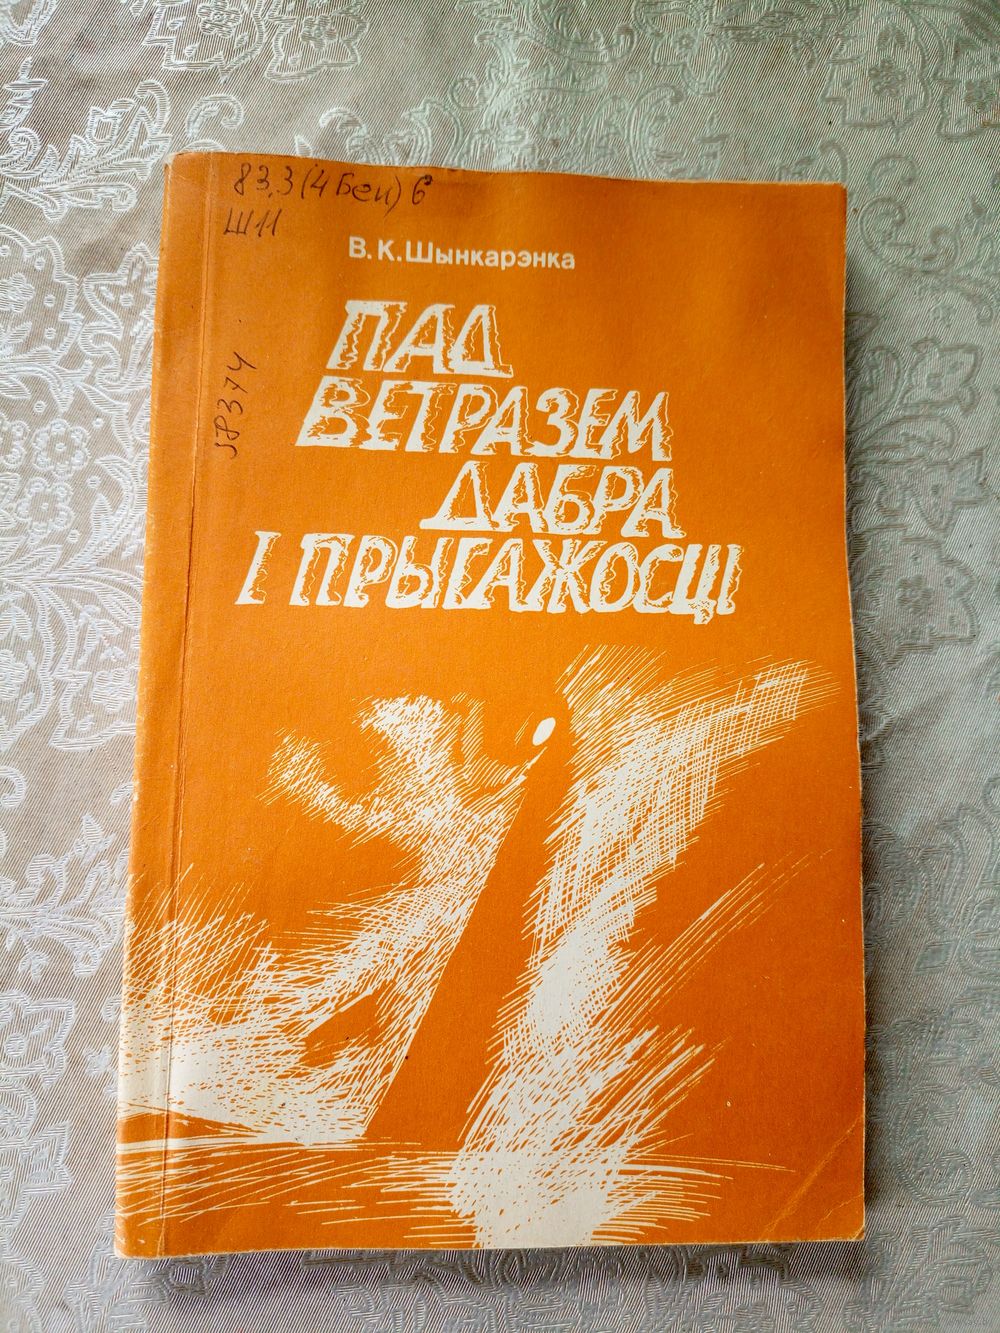 83.3(4Беи)6
Ш11
В.К.Шынкарэнка
ПАД
ВЕТРАЗЕМ
ДАБРА
І ПРЫГАЖОСЦІ